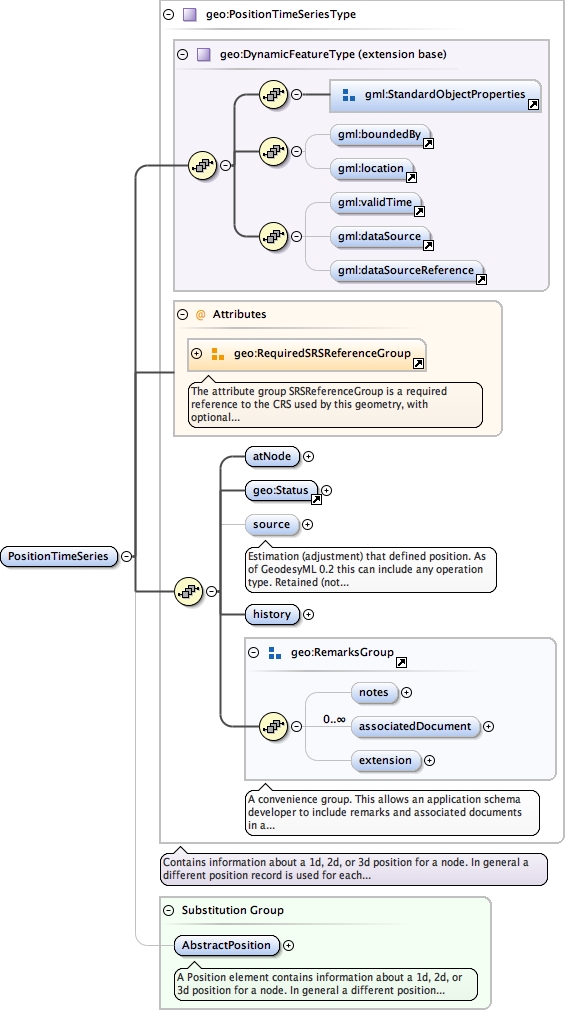 geo:PositionTimeSeriesType
geo:DynamicFeatureType (extension base)
gml:StandardObjectProperties
gml:boundedBy
gml:location
gml:validTime
gml:dataSource
gml:dataSourceReference
@ Attributes
geo:RequiredSRSReferenceGroup
The attribute group SRSReferenceGroup is a required
reference to the CRS used by this geometry, with
optional...
atNode
geo:Status
source
Estimation (adjustment) that defined position. As
of GeodesyML 0.2 this can include any operation
type. Retained (not...
PositionTimeSeries
history
geo:RemarksGroup
notes
0..∞
associatedDocument
extension
A convenience group. This allows an application schema
developer to include remarks and associated documents
in a...
Contains information about a 1d, 2d, or 3d position for a node. In general a
different position record is used for each...
Substitution Group
AbstractPosition
A Position element contains information about a 1d, 2d, or
3d position for a node. In general a different position...